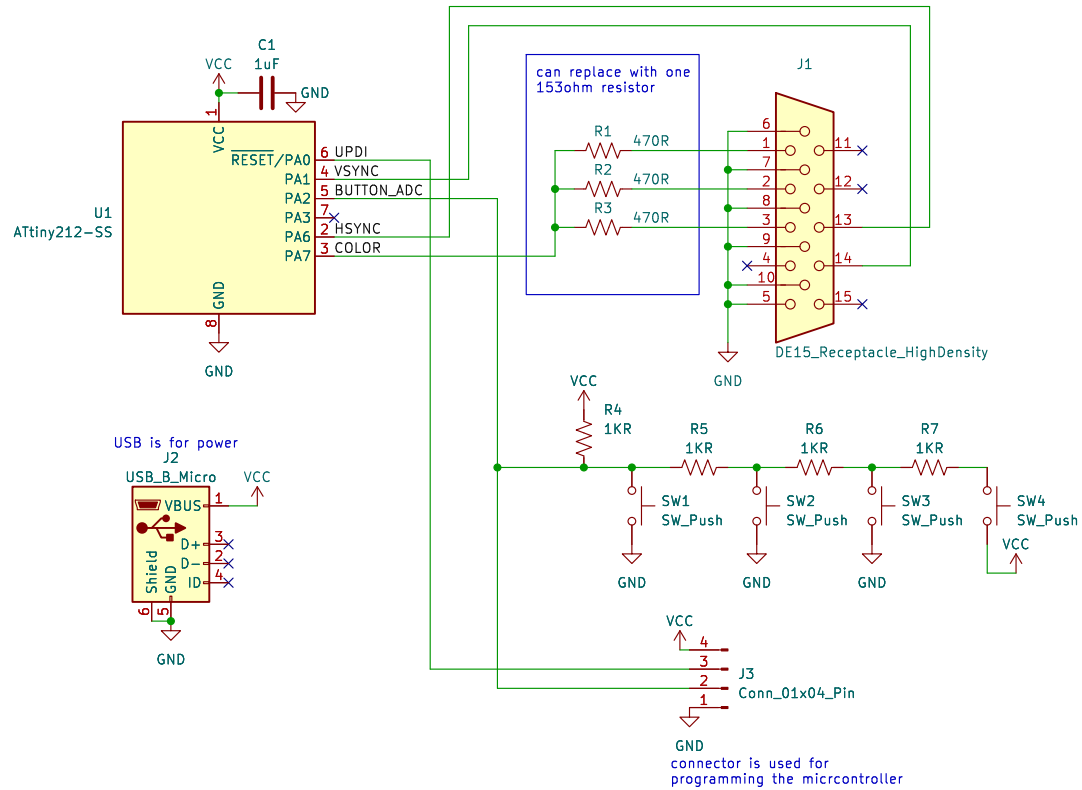 C1
1uF
VCC
GND
1
VCC
RESET/PA0
6
UPDI
PA1
4
VSYNC
PA2
5
BUTTON_ADC
PA3
7
PA6
2
HSYNC
PA7
3
COLOR
U1
ATtiny212-SS
GND
8
GND
can replace with one
153ohm resistor
R1
470R
R2
470R
R3
470R
J1
6
1
7
2
8
3
9
4
10
5
11
12
13
14
15
DE15_Receptacle_HighDensity
GND
VCC
R4
1KR
R5
1KR
R6
1KR
R7
1KR
SW1
SW_Push
SW2
SW_Push
SW3
SW_Push
SW4
SW_Push
GND
GND
GND
VCC
USB is for power
J2
USB_B_Micro
VCC
VBUS
1
D+
3
D-
2
ID
4
Shield
GND
6
5
GND
VCC
4
3
2
1
J3
Conn_01x04_Pin
GND
connector is used for
programming the micrcontroller